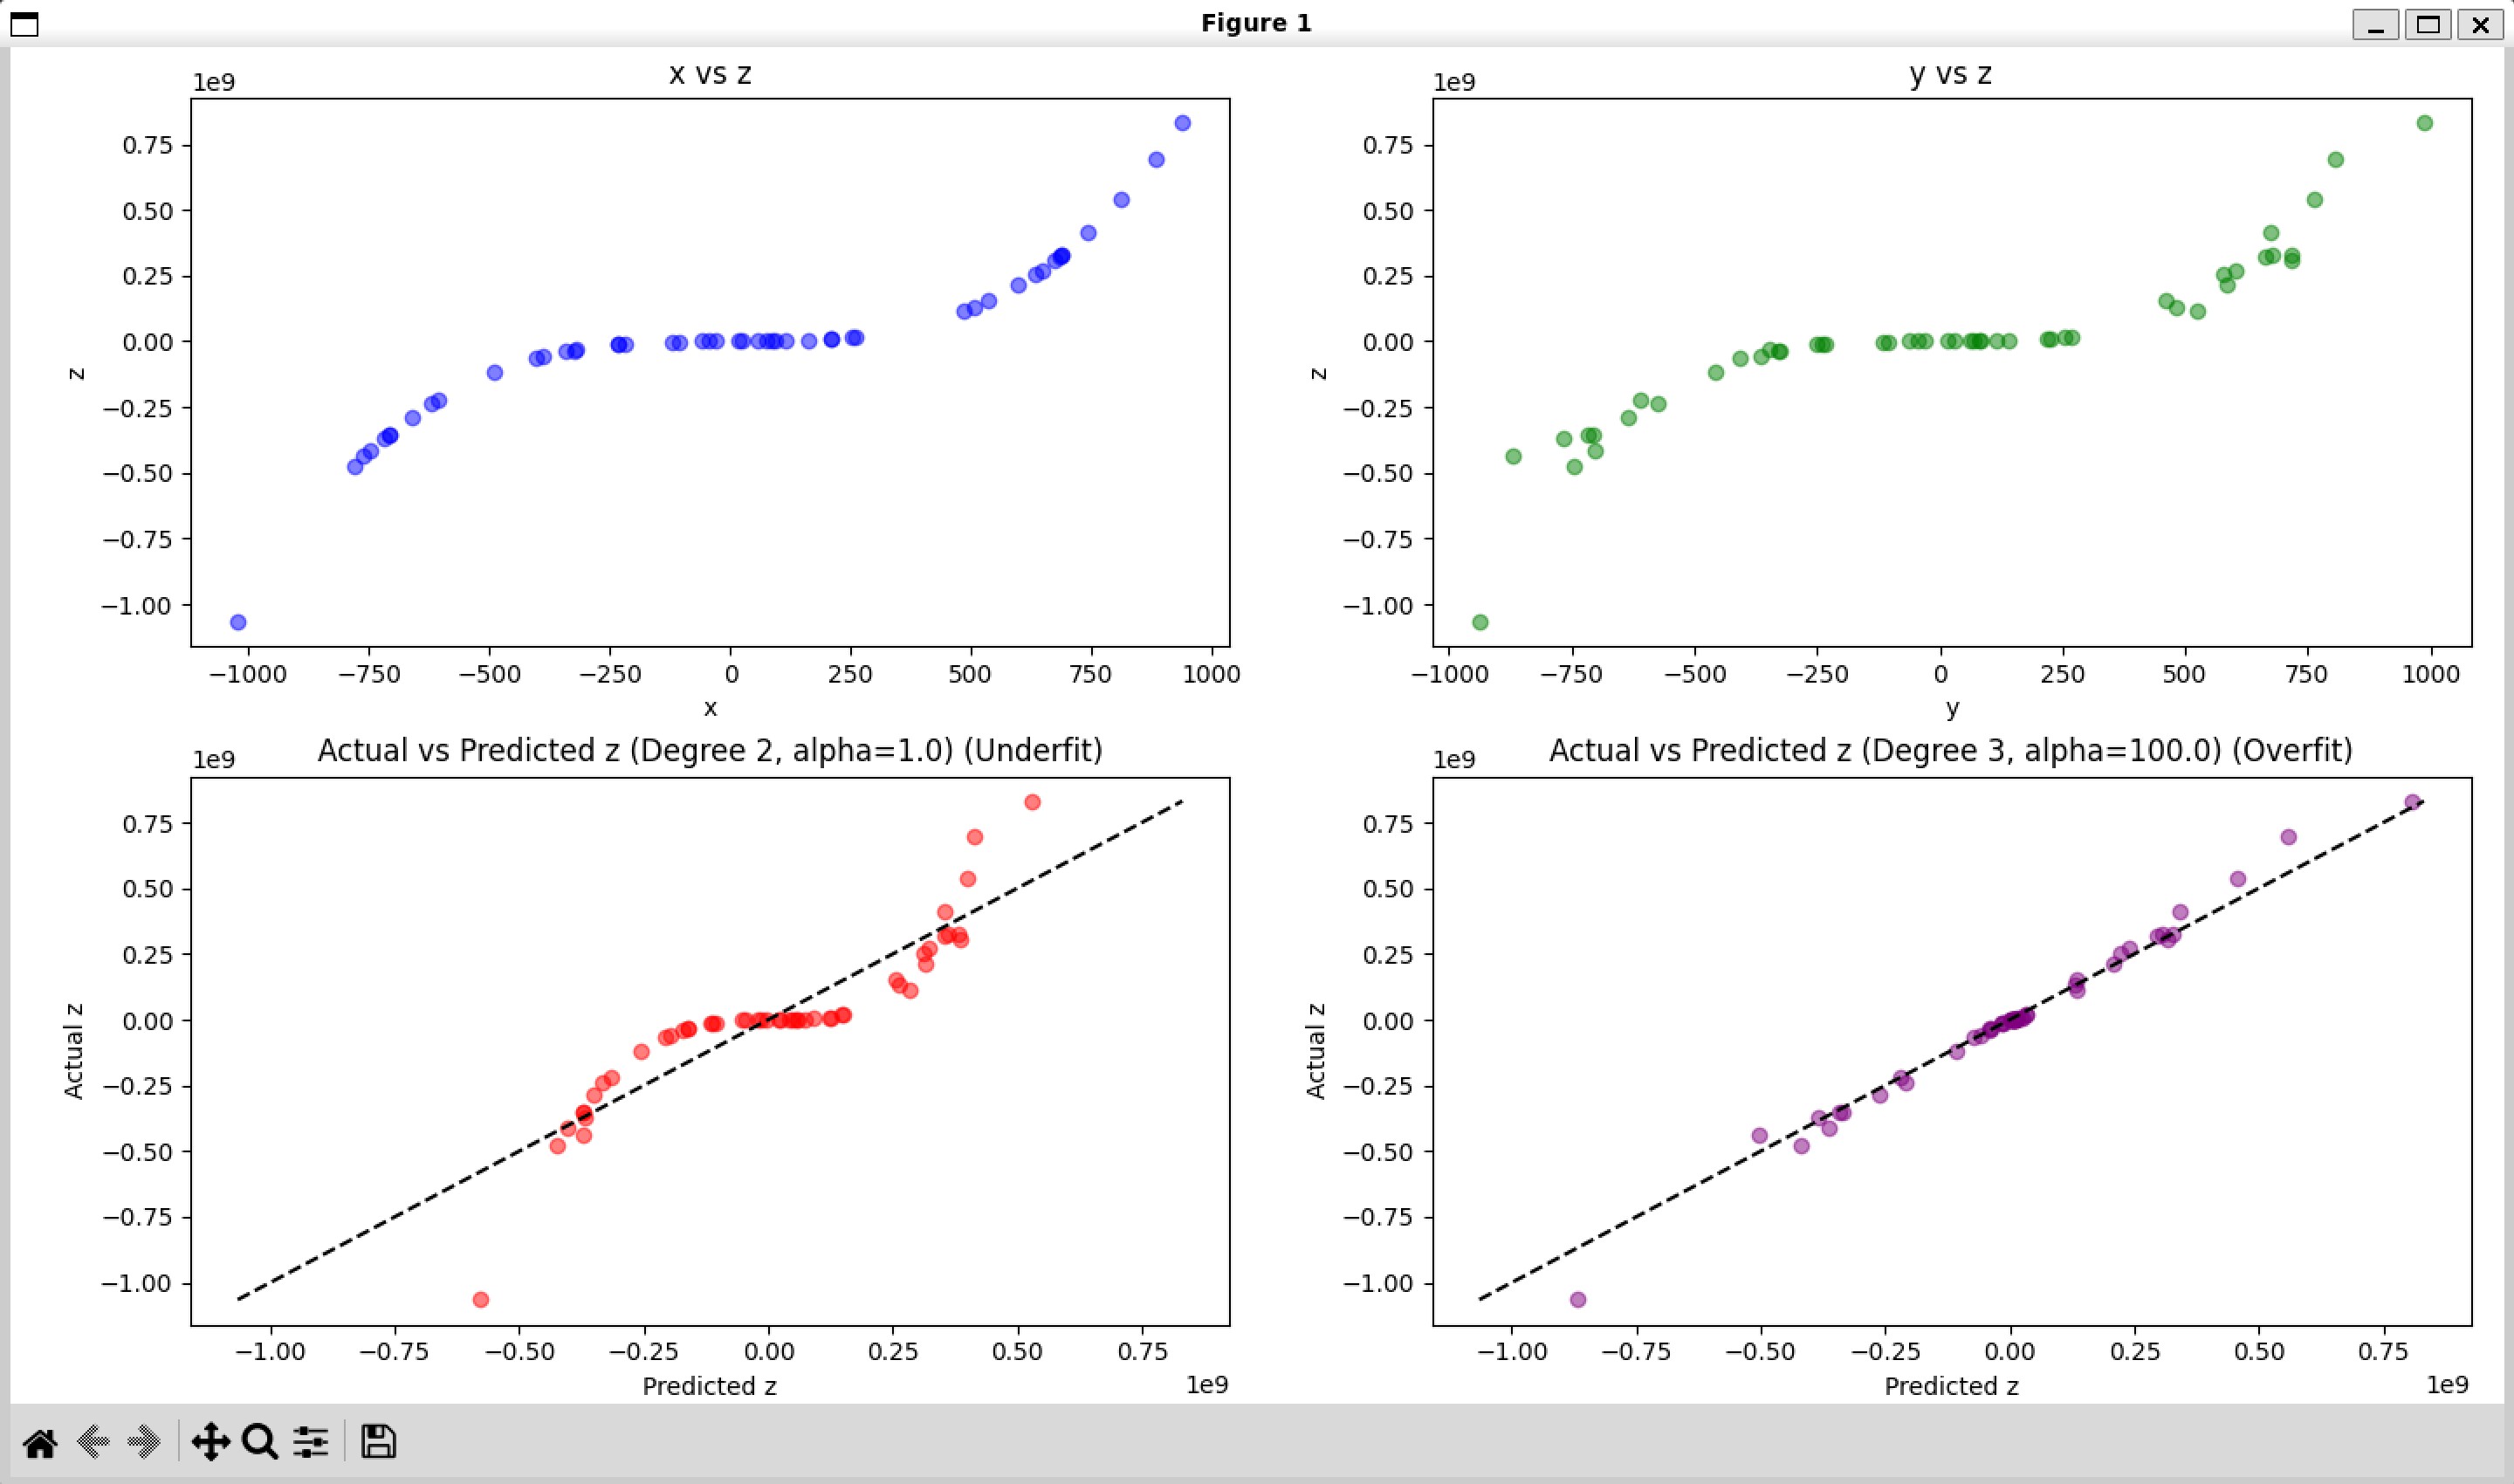 Figure 1
x vs z
1e9
0.75
0.50
0.25
0.00
−0.25
−0.50
−0.75
−1.00
z
−1000 −750 −500 −250 0 250 500 750 1000
x
y vs z
1e9
0.75
0.50
0.25
0.00
−0.25
−0.50
−0.75
−1.00
z
−1000 −750 −500 −250 0 250 500 750 1000
y
Actual vs Predicted z (Degree 2, alpha=1.0) (Underfit)
1e9
0.75
0.50
0.25
0.00
−0.25
−0.50
−0.75
−1.00
Actual z
−1.00 −0.75 −0.50 −0.25 0.00 0.25 0.50 0.75
Predicted z
1e9
Actual vs Predicted z (Degree 3, alpha=100.0) (Overfit)
1e9
0.75
0.50
0.25
0.00
−0.25
−0.50
−0.75
−1.00
Actual z
−1.00 −0.75 −0.50 −0.25 0.00 0.25 0.50 0.75
Predicted z
1e9